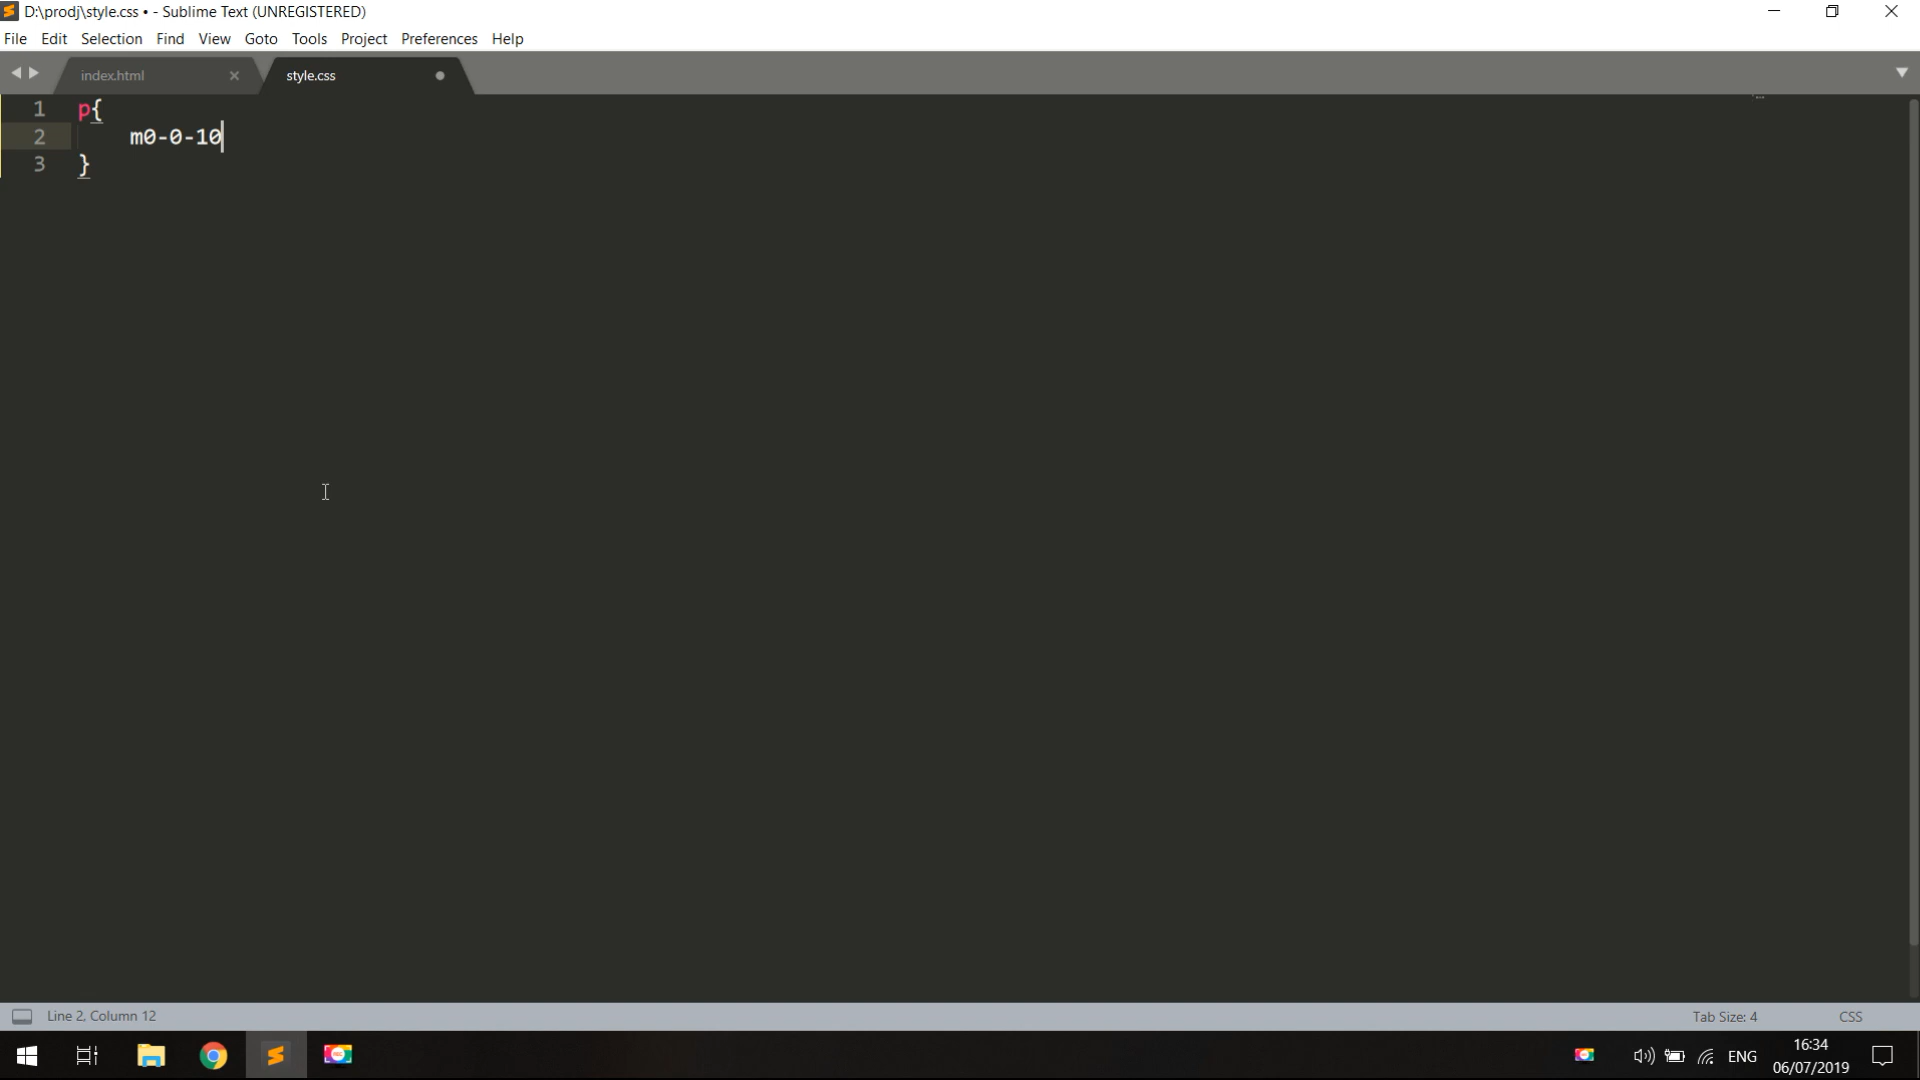 D:\prodj\style.css • - Sublime Text (UNREGISTERED)
File Edit Selection Find View Goto Tools Project Preferences Help
index.html style.css
1 p{
2 m0-0-10
3 }
Line 2, Column 12 Tab Size: 4 CSS
ENG 16:34
06/07/2019